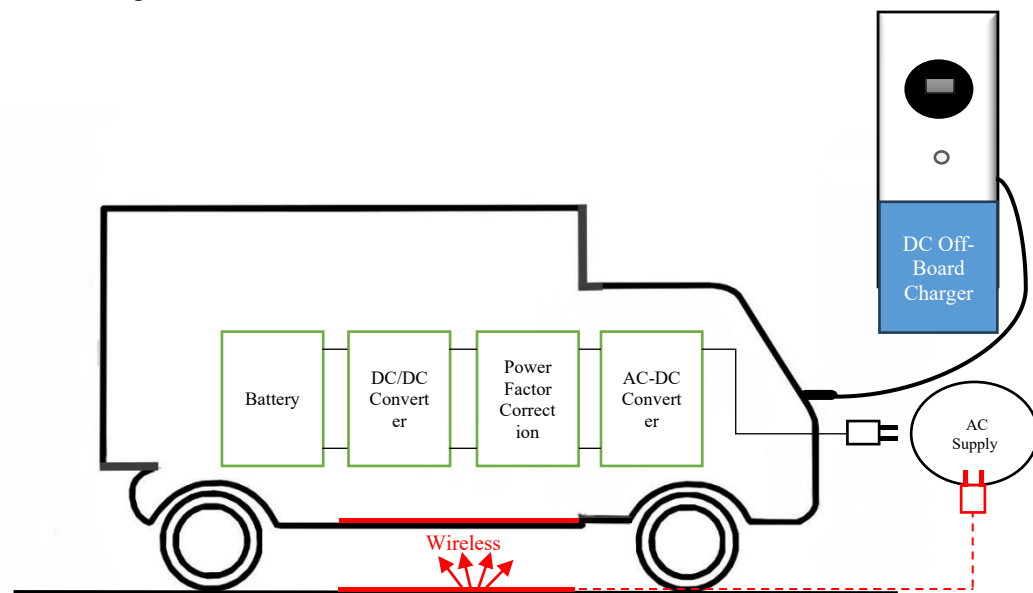 DC Off-
Board
Charger
Battery
DC/DC
Convert
er
Power
Factor
Correct
ion
AC-DC
Convert
er
AC
Supply
Wireless